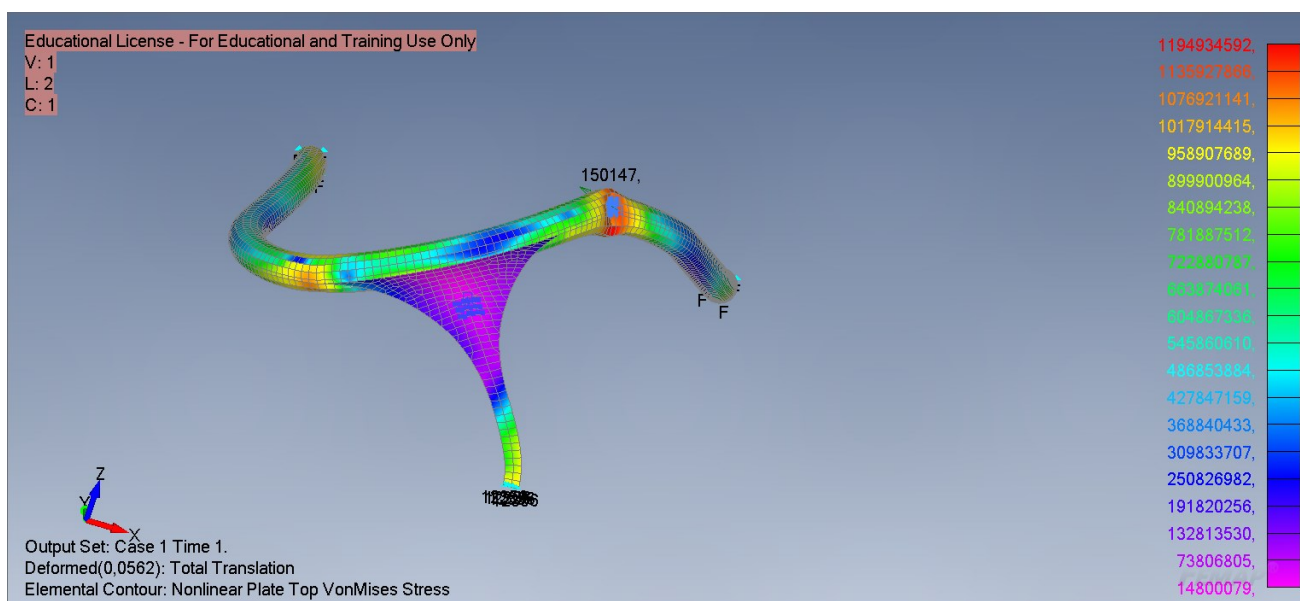 Educational License - For Educational and Training Use Only
V: 1
L: 2
C: 1
1194934592,
1135927866,
1076921141,
1017914415,
958907689,
899900964,
840894238,
781887512,
722880787,
663874061,
604867336,
545860610,
486853884,
427847159,
368840433,
309833707,
250826982,
191820256,
132813530,
73806805,
14800079,
150147,
F
F
F
Z
Y
X
Output Set: Case 1 Time 1.
Deformed(0,0562): Total Translation
Elemental Contour: Nonlinear Plate Top VonMises Stress